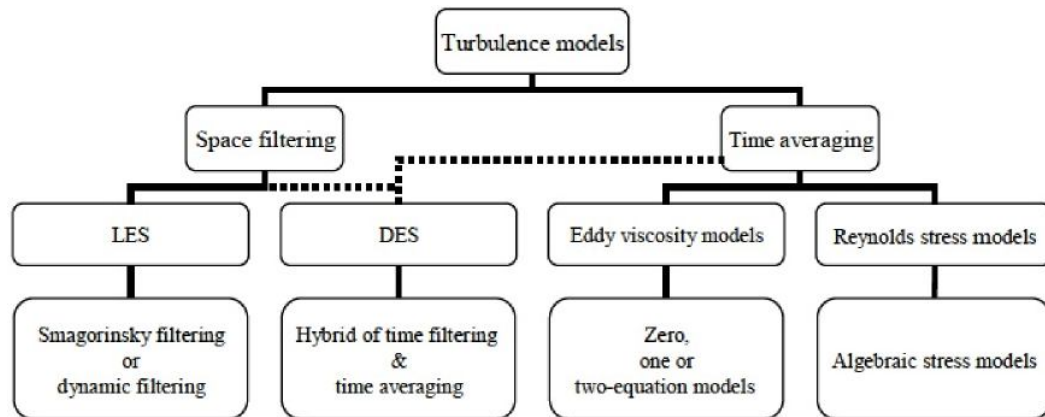 Turbulence models
Space filtering
Time averaging
LES
DES
Eddy viscosity models
Reynolds stress models
Smagorinsky filtering
or
dynamic filtering
Hybrid of time filtering
&
time averaging
Zero,
one or
two-equation models
Algebraic stress models